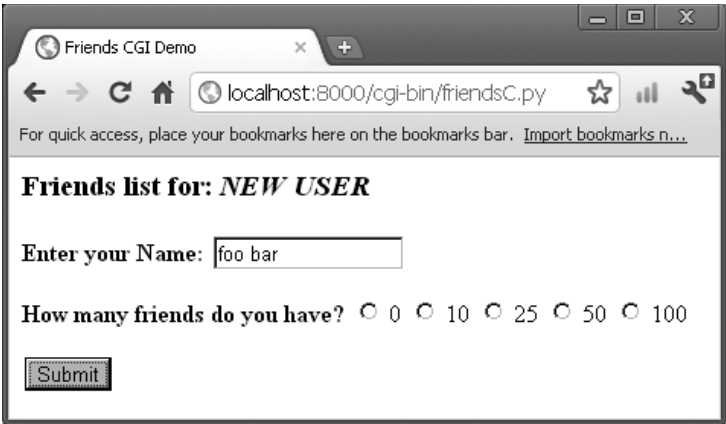 Friends CGI Demo
localhost:8000/cgi-bin/friendsC.py
For quick access, place your bookmarks here on the bookmarks bar. Import bookmarks n...
Friends list for: NEW USER
Enter your Name: foo bar
How many friends do you have? 0 10 25 50 100
Submit